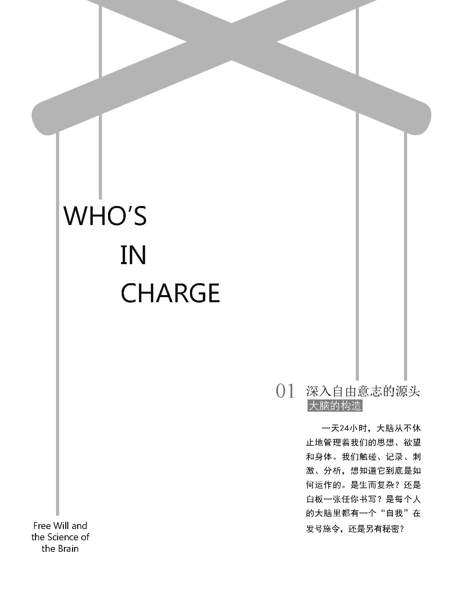 WHO'S
IN
CHARGE
01 深入自由意志的源头
大脑的构造
一天24小时，大脑从不休
止地管理着我们的思想、欲望
和身体。我们触碰、记录、刺
激、分析，想知道它到底是如
何运作的。是生而复杂？还是
白板一张任你书写？是每个人
的大脑里都有一个“自我”在
发号施令，还是另有秘密？
Free Will and
the Science of
the Brain